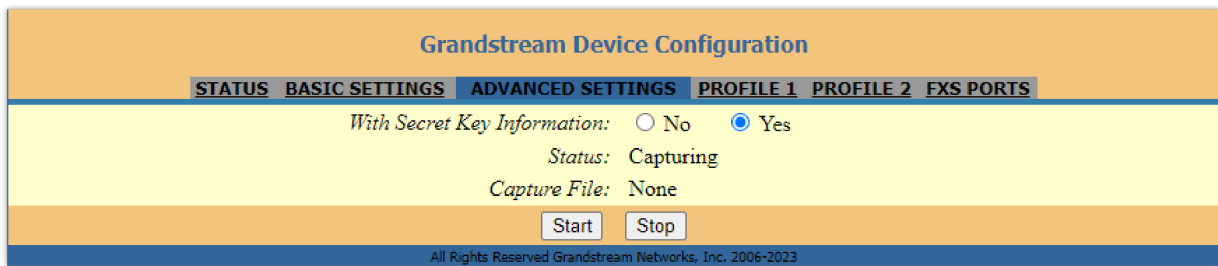 Grandstream Device Configuration
STATUS BASIC SETTINGS ADVANCED SETTINGS PROFILE 1 PROFILE 2 FXS PORTS
With Secret Key Information: No Yes
Status: Capturing
Capture File: None
Start Stop
All Rights Reserved Grandstream Networks, Inc. 2006-2023